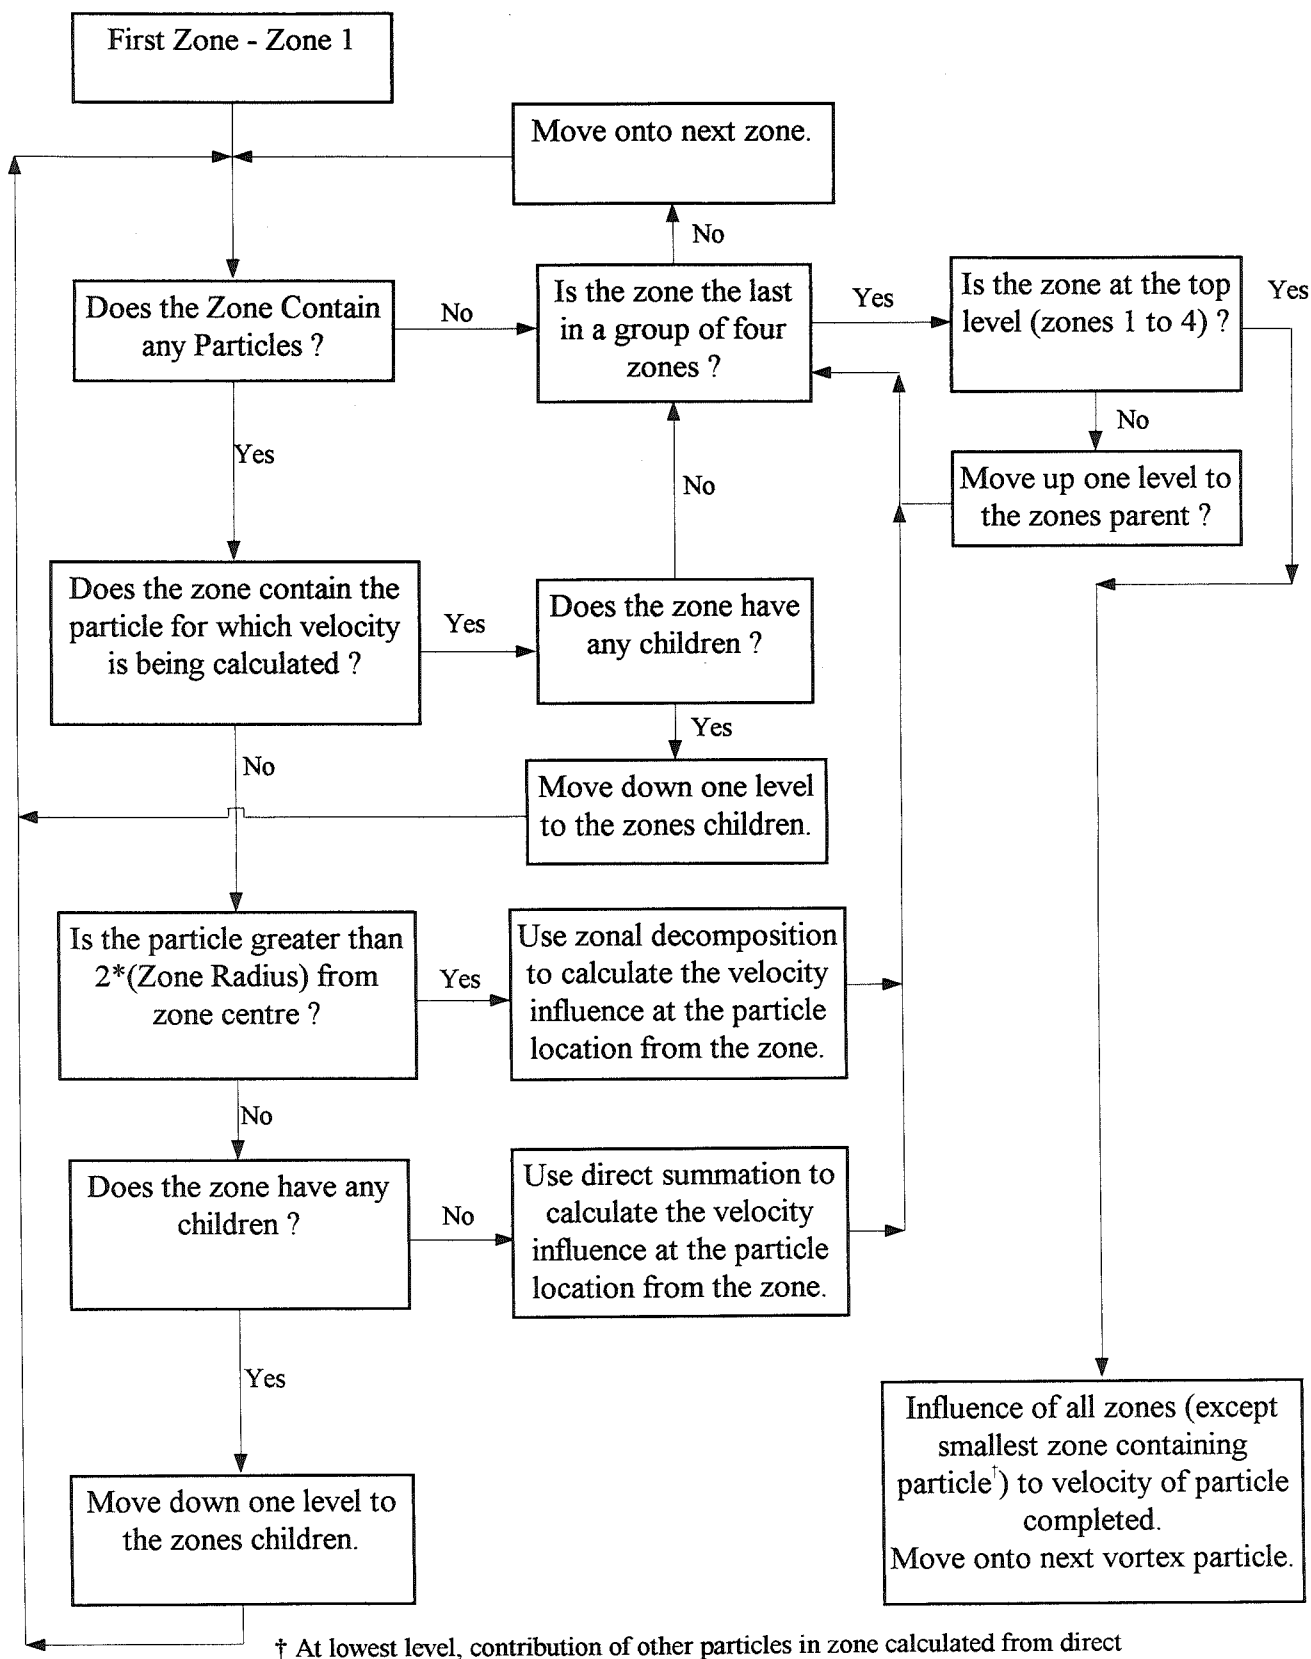 First Zone - Zone 1
Move onto next zone.
No
Does the Zone Contain
any Particles ?
No
Is the zone the last
in a group of four
zones ?
Yes
Is the zone at the top
level (zones 1 to 4) ?
Yes
Yes
No
No
Move up one level to
the zones parent ?
Does the zone contain the
particle for which velocity
is being calculated ?
Yes
Does the zone have
any children ?
Yes
No
Move down one level
to the zones children.
Is the particle greater than
2*(Zone Radius) from
zone centre ?
Yes
Use zonal decomposition
to calculate the velocity
influence at the particle
location from the zone.
No
Does the zone have any
children ?
No
Use direct summation to
calculate the velocity
influence at the particle
location from the zone.
Yes
Move down one level to
the zones children.
Influence of all zones (except
smallest zone containing
particle†) to velocity of particle
completed.
Move onto next vortex particle.
† At lowest level, contribution of other particles in zone calculated from direct